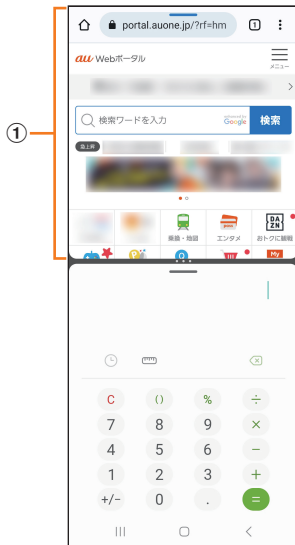 ①
portal.auone.jp/?rf=hm
1
au Webポータル
メニュー
検索ワードを入力
Google
検索
急上昇
乗換・地図
エンタメ
DA
ZN
おトクに観戦
My
C
()
%
÷
7
8
9
×
4
5
6
−
1
2
3
+
+/−
0
.
=